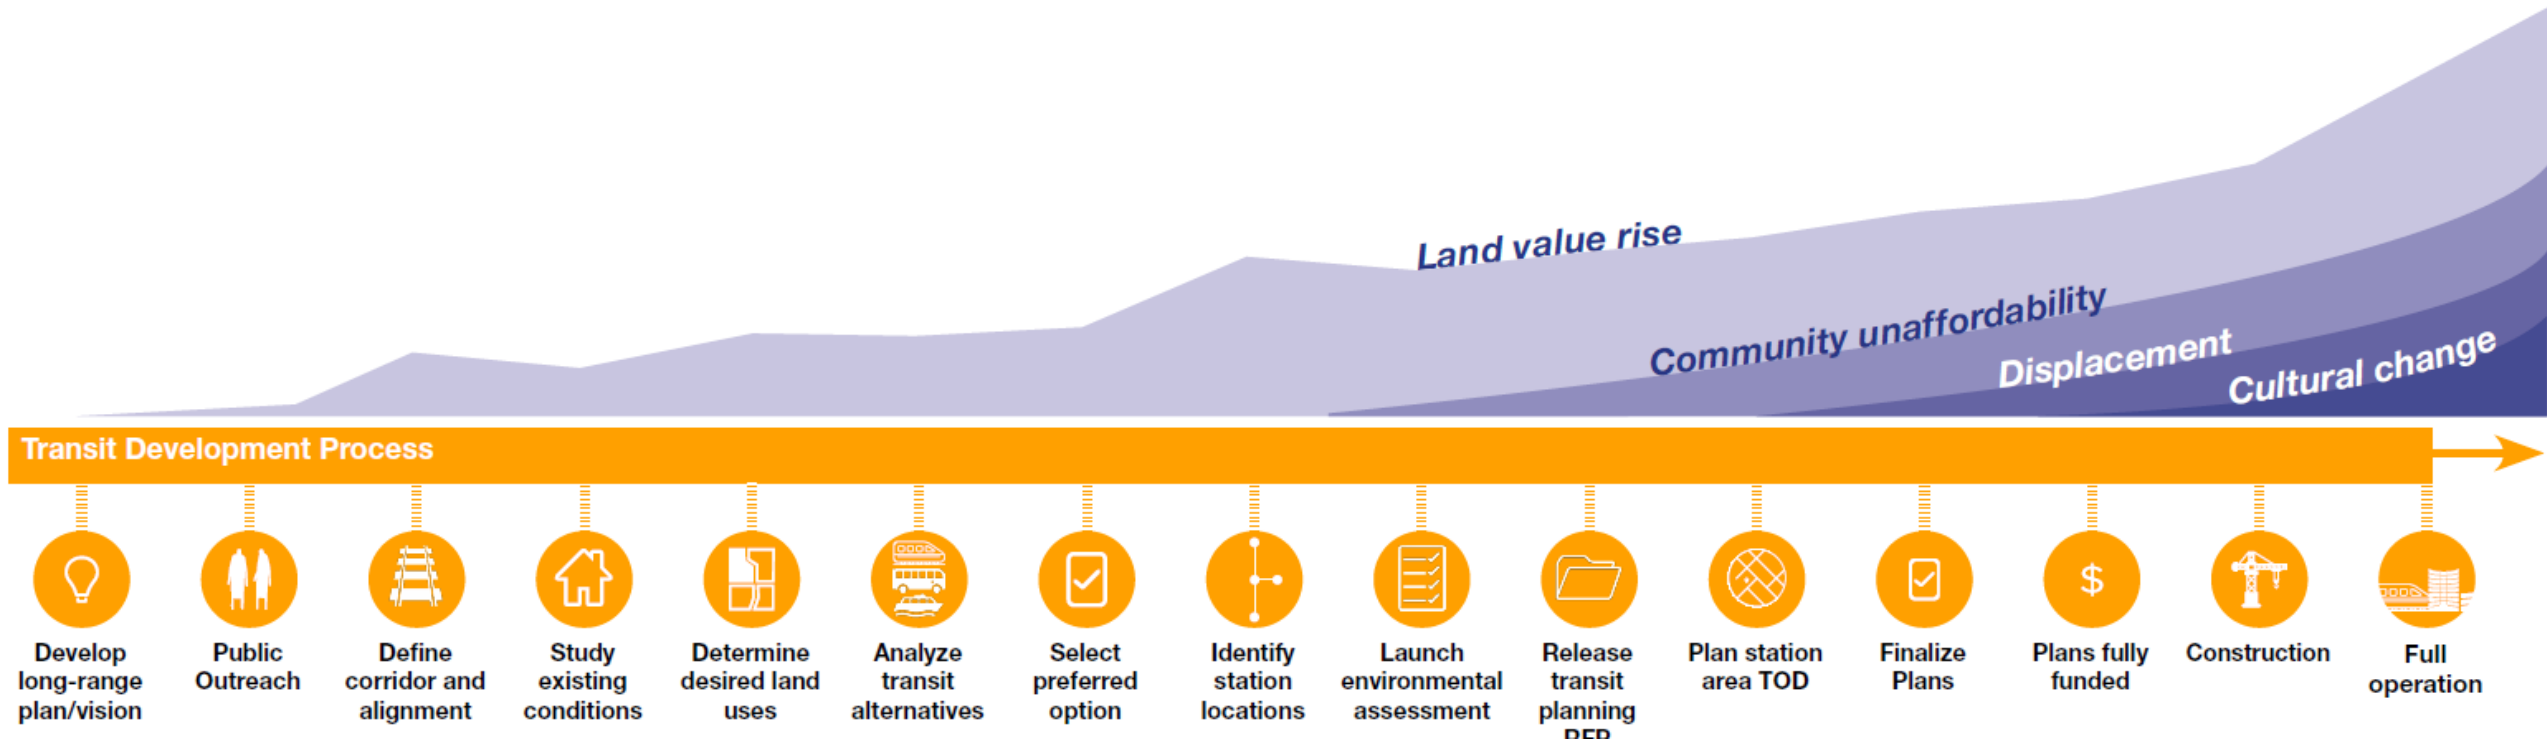 Land value rise
Community unaffordability
Displacement
Cultural change
Transit Development Process
$
Develop
long-range
plan/vision
Public
Outreach
Define
corridor and
alignment
Study
existing
conditions
Determine
desired land
uses
Analyze
transit
alternatives
Select
preferred
option
Identify
station
locations
Launch
environmental
assessment
Release
transit
planning
RFP
Plan station
area TOD
Finalize
Plans
Plans fully
funded
Construction
Full
operation